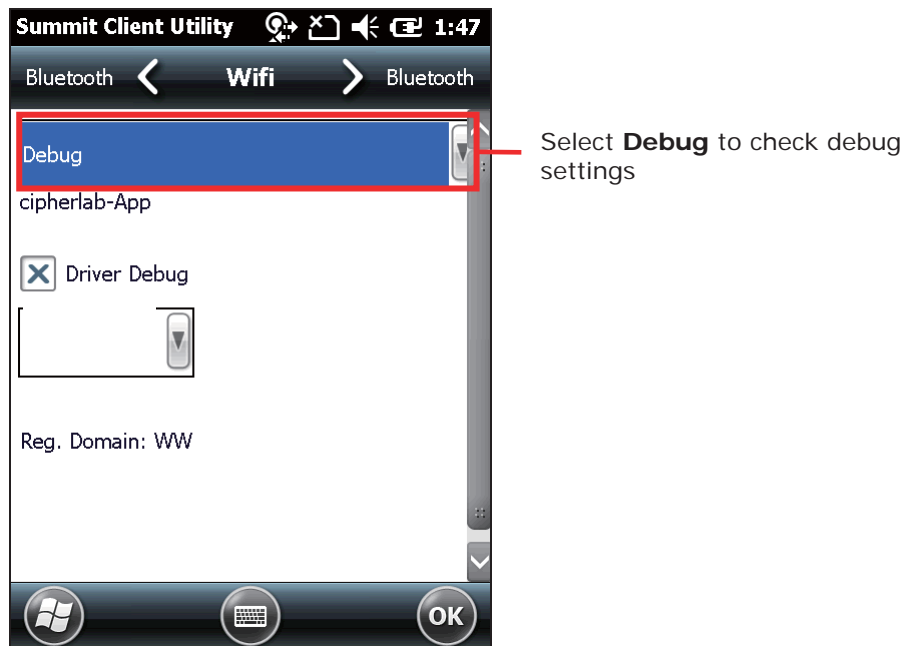 Summit Client Utility 1:47
Bluetooth Wifi Bluetooth
Debug
Select Debug to check debug
settings
cipherlab-App
Driver Debug
Reg. Domain: WW
OK